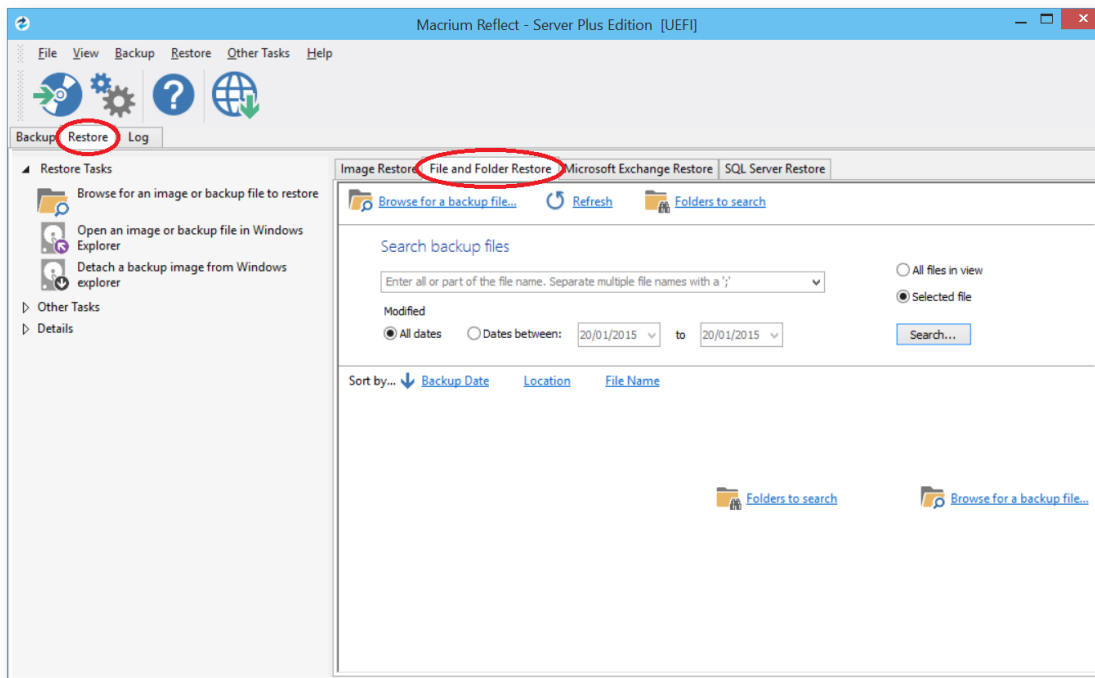 Macrium Reflect - Server Plus Edition [UEFI]
File View Backup Restore Other Tasks Help
Backup Restore Log
Restore Tasks
Browse for an image or backup file to restore
Open an image or backup file in Windows
Explorer
Detach a backup image from Windows
explorer
Other Tasks
Details
Image Restore File and Folder Restore Microsoft Exchange Restore SQL Server Restore
Browse for a backup file... Refresh Folders to search
Search backup files
Enter all or part of the file name. Separate multiple file names with a ';'
All files in view
Selected file
Modified
All dates Dates between: 20/01/2015 to 20/01/2015
Search...
Sort by... Backup Date Location File Name
Folders to search Browse for a backup file...